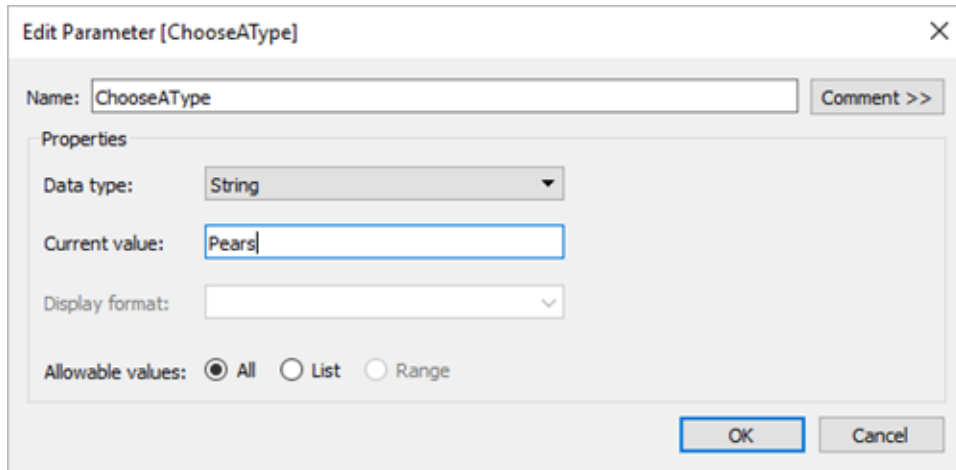 Edit Parameter [ChooseAType]
Name: ChooseAType Comment >>
Properties
Data type: String
Current value: Pears
Display format:
Allowable values: All List Range
OK Cancel